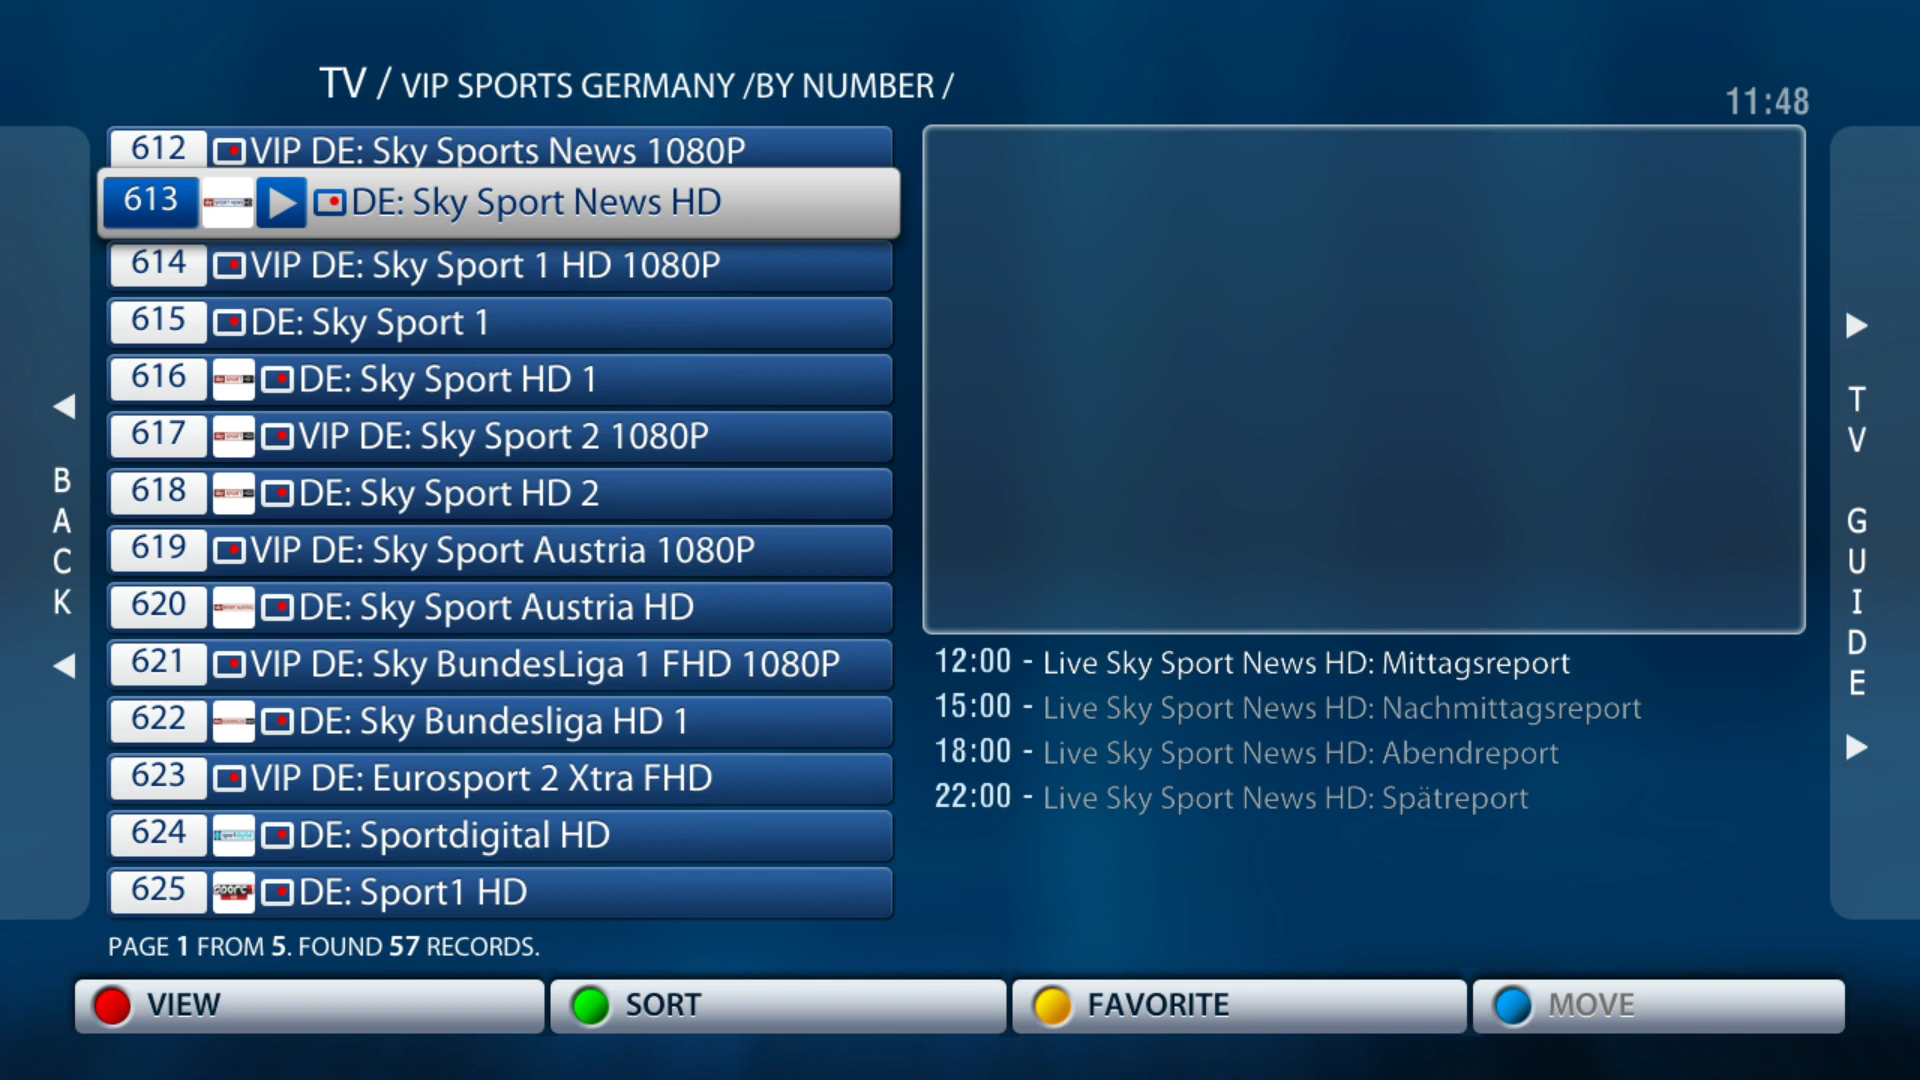 TV / VIP SPORTS GERMANY /BY NUMBER /
11:48
612 VIP DE: Sky Sports News 1080P
613 DE: Sky Sport News HD
614 VIP DE: Sky Sport 1 HD 1080P
615 DE: Sky Sport 1
616 DE: Sky Sport HD 1
617 VIP DE: Sky Sport 2 1080P
618 DE: Sky Sport HD 2
619 VIP DE: Sky Sport Austria 1080P
620 DE: Sky Sport Austria HD
621 VIP DE: Sky BundesLiga 1 FHD 1080P
622 DE: Sky Bundesliga HD 1
623 VIP DE: Eurosport 2 Xtra FHD
624 DE: Sportdigital HD
625 DE: Sport1 HD
PAGE 1 FROM 5. FOUND 57 RECORDS.
BACK
12:00 - Live Sky Sport News HD: Mittagsreport
15:00 - Live Sky Sport News HD: Nachmittagsreport
18:00 - Live Sky Sport News HD: Abendreport
22:00 - Live Sky Sport News HD: Spätreport
TV GUIDE
VIEW
SORT
FAVORITE
MOVE